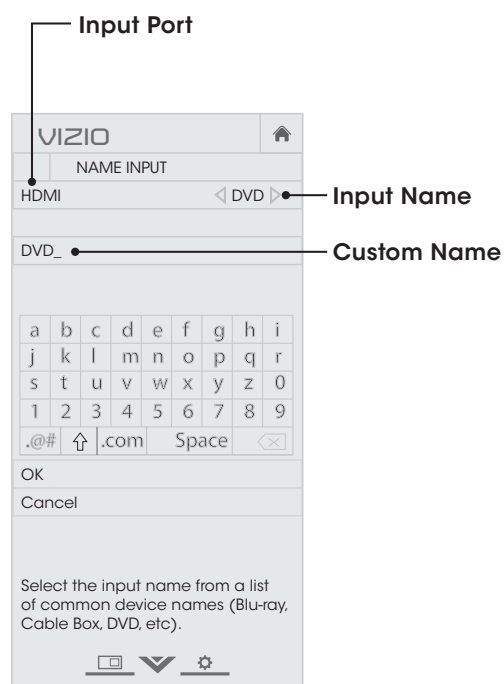 Input Port
VIZIO
NAME INPUT
HDMI DVD Input Name
DVD_ Custom Name
a b c d e f g h i
j k l m n o p q r
s t u v w x y z 0
1 2 3 4 5 6 7 8 9
.@# .com Space
OK
Cancel
Select the input name from a list
of common device names (Blu-ray,
Cable Box, DVD, etc).